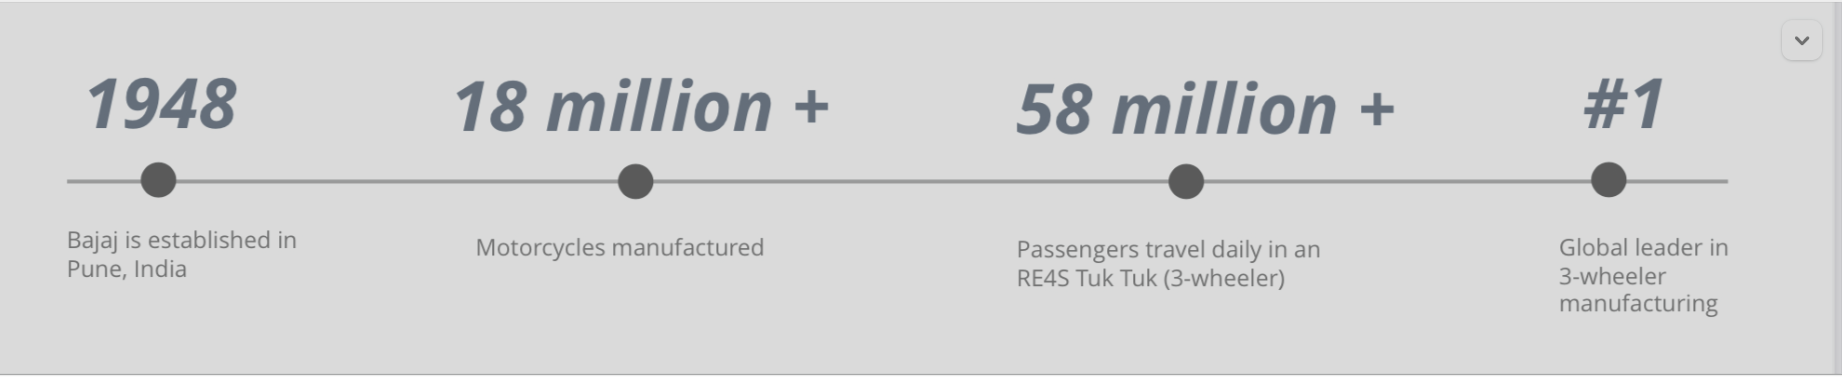 1948
Bajaj is established in
Pune, India
18 million +
Motorcycles manufactured
58 million +
Passengers travel daily in an
RE4S Tuk Tuk (3-wheeler)
#1
Global leader in
3-wheeler
manufacturing